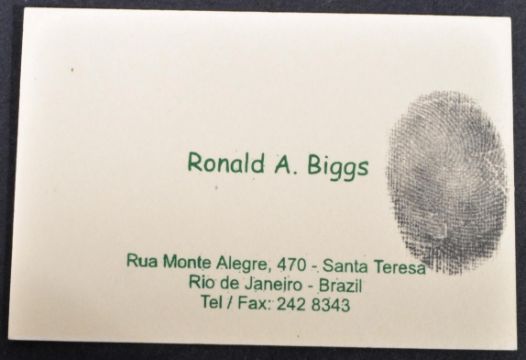 Ronald A. Biggs
Rua Monte Alegre, 470 - Santa Teresa
Rio de Janeiro - Brazil
Tel / Fax: 242 8343